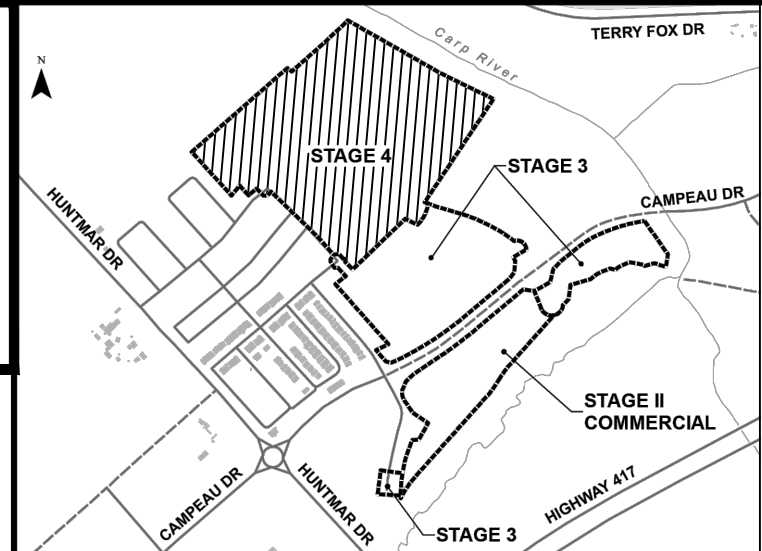 TERRY FOX DR
Carp River
N
STAGE 4
STAGE 3
CAMPEAU DR
HUNTMAR DR
STAGE II
COMMERCIAL
HIGHWAY 417
CAMPEAU DR
HUNTMAR DR
STAGE 3